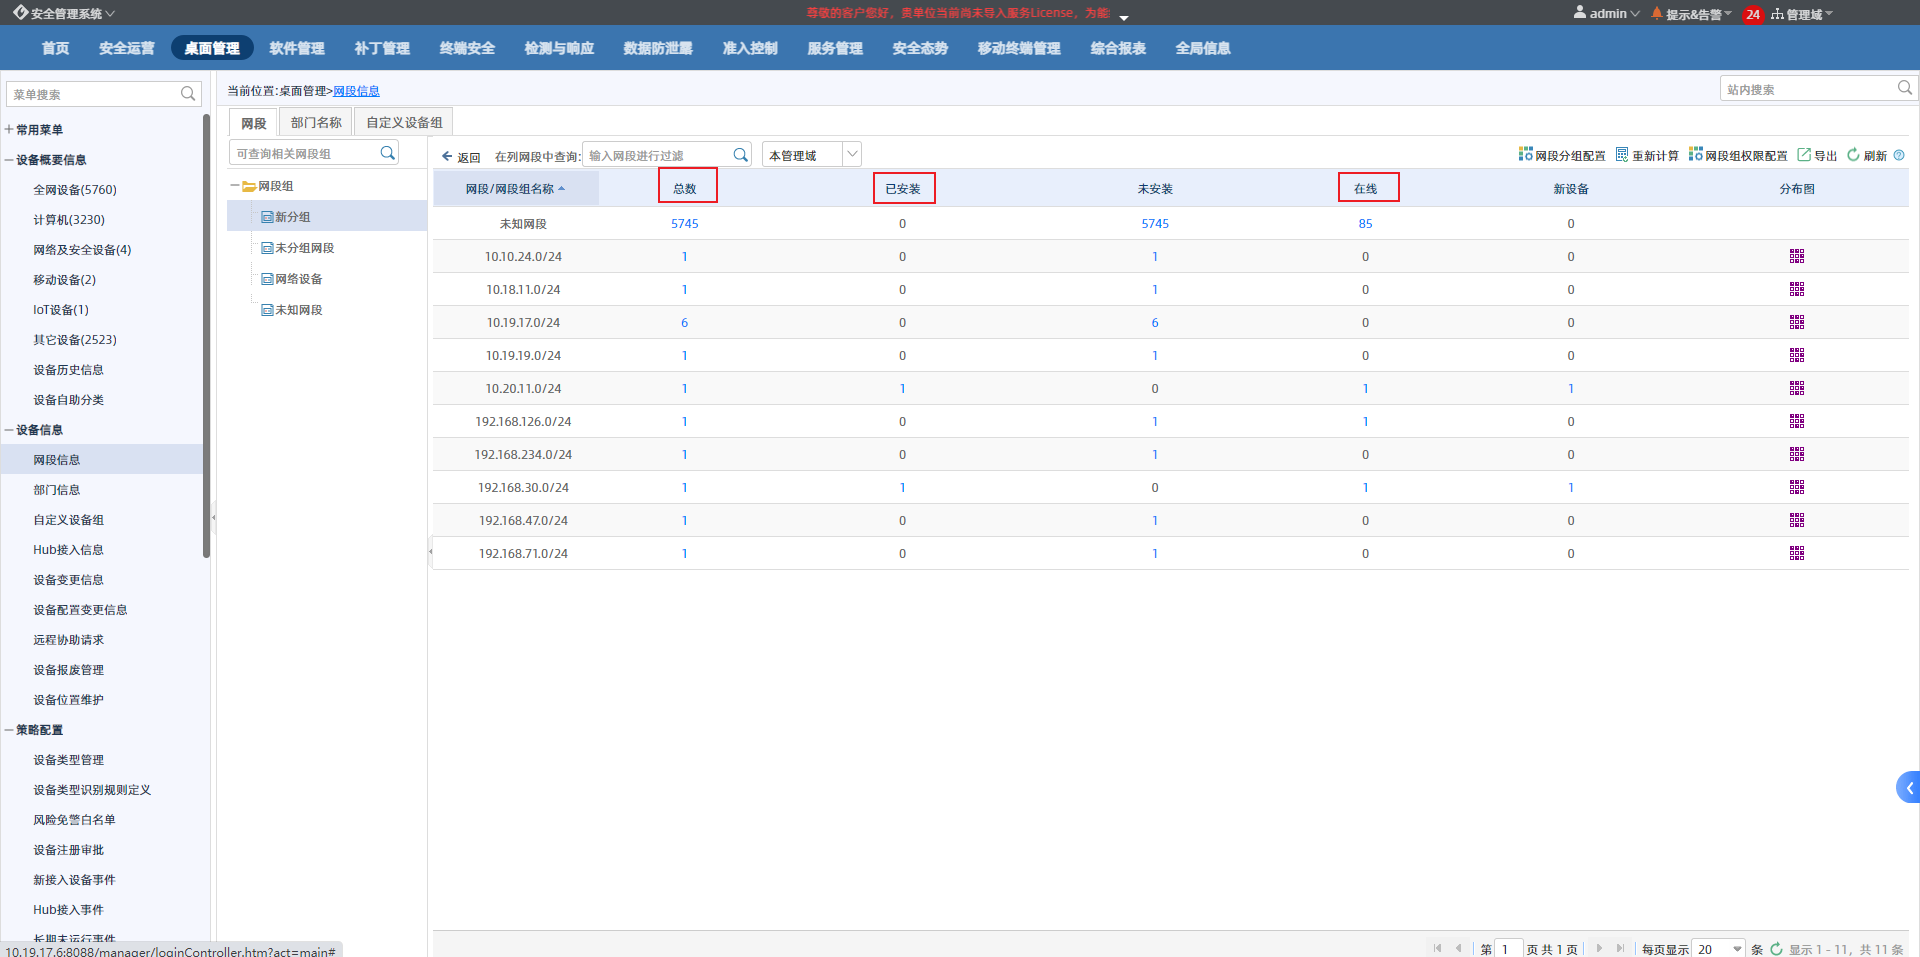 安全管理系统
尊敬的客户您好，贵单位当前尚未导入服务License，为能
admin
提示&告警
24
管理域
首页 安全运营 桌面管理 软件管理 补丁管理 终端安全 检测与响应 数据防泄露 准入控制 服务管理 安全态势 移动终端管理 综合报表 全局信息
菜单搜索
常用菜单
设备概要信息
全网设备(5760)
计算机(3230)
网络及安全设备(4)
移动设备(2)
IoT设备(1)
其它设备(2523)
设备历史信息
设备自助分类
设备信息
网段信息
部门信息
自定义设备组
Hub接入信息
设备变更信息
设备配置变更信息
远程协助请求
设备报废管理
设备位置维护
策略配置
设备类型管理
设备类型识别规则定义
风险免警白名单
设备注册审批
新接入设备事件
Hub接入事件
长期未运行事件
10.19.17.6:8088/manager/loginController.htm?act=main#
当前位置:桌面管理>网段信息
站内搜索
网段 部门名称 自定义设备组
可查询相关网段组
网段组
新分组
未分组网段
网络设备
未知网段
返回 在列网段中查询: 输入网段进行过滤 本管理域
网段分组配置 重新计算 网段组权限配置 导出 刷新
网段/网段组名称 总数 已安装 未安装 在线 新设备 分布图
未知网段 5745 0 5745 85 0
10.10.24.0/24 1 0 1 0 0
10.18.11.0/24 1 0 1 0 0
10.19.17.0/24 6 0 6 0 0
10.19.19.0/24 1 0 1 0 0
10.20.11.0/24 1 1 0 1 1
192.168.126.0/24 1 0 1 1 0
192.168.234.0/24 1 0 1 0 0
192.168.30.0/24 1 1 0 1 1
192.168.47.0/24 1 0 1 0 0
192.168.71.0/24 1 0 1 0 0
第 1 页 共 1 页 每页显示 20 条 显示 1 - 11，共 11 条